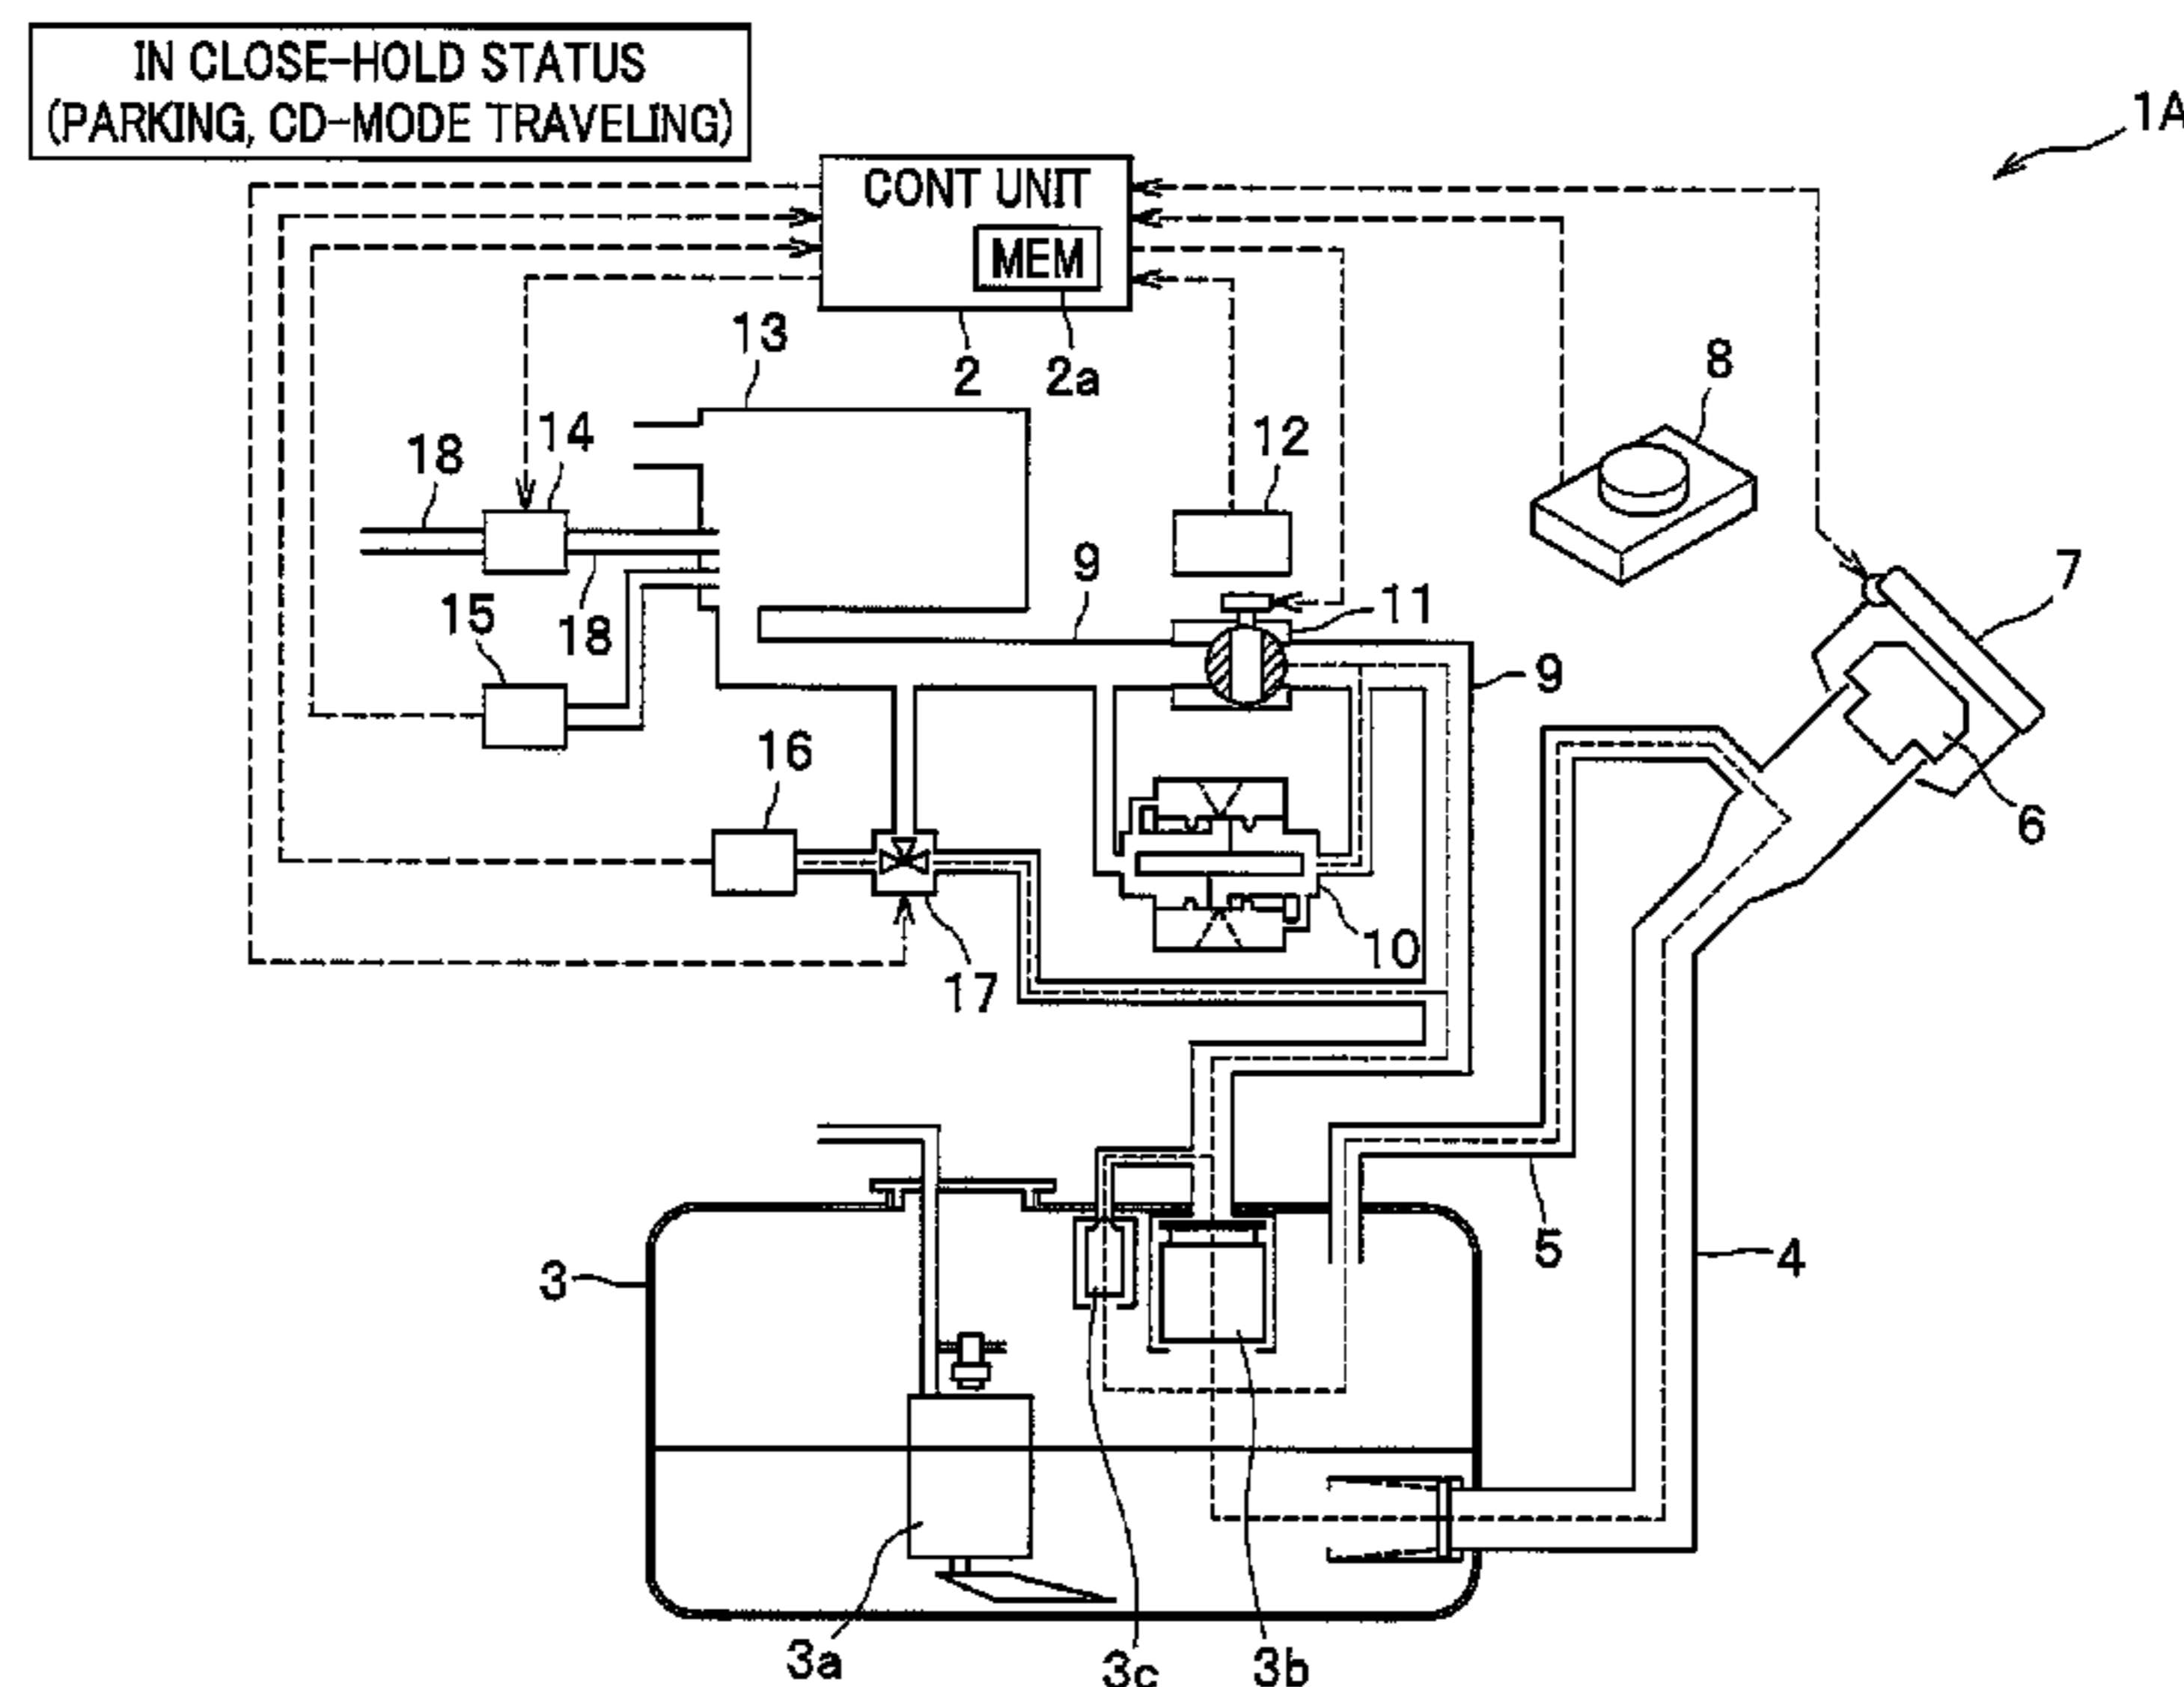 IN CLOSE-HOLD STATUS
(PARKING, CD-MODE TRAVELING)
1A
CONT UNIT
MEM
13
2
2a
8
18
14
12
9
7
15
18
11
9
16
6
10
17
5
4
3
3a
3c
3b